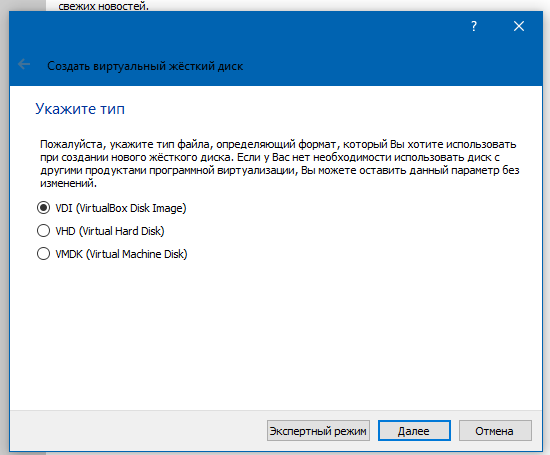 свежих новостей.
?
Создать виртуальный жёсткий диск
Укажите тип
Пожалуйста, укажите тип файла, определяющий формат, который Вы хотите использовать
при создании нового жёсткого диска. Если у Вас нет необходимости использовать диск с
другими продуктами программной виртуализации, Вы можете оставить данный параметр без
изменений.
VDI (VirtualBox Disk Image)
VHD (Virtual Hard Disk)
VMDK (Virtual Machine Disk)
Экспертный режим
Далее
Отмена